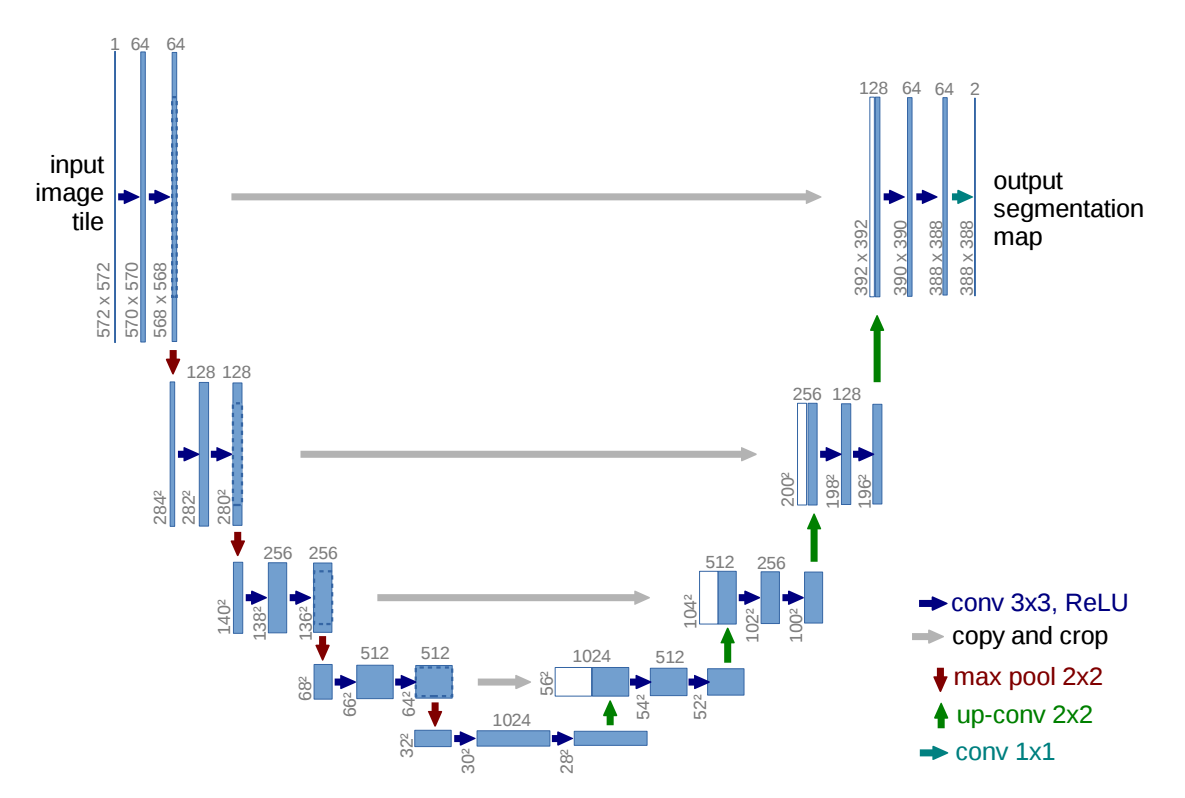 1 64 64
128
64 64 2
input
image
tile
output
segmentation
map
572 x 572
570 x 570
568 x 568
392 x 392
390 x 390
388 x 388
388 x 388
128 128
256 128
284²
282²
280²
200²
198²
196²
256 256
512 256
140²
138²
136²
104²
102²
100²
512 512
1024 512
68²
66²
64²
56²
54²
52²
1024
32²
30²
28²
conv 3x3, ReLU
copy and crop
max pool 2x2
up-conv 2x2
conv 1x1